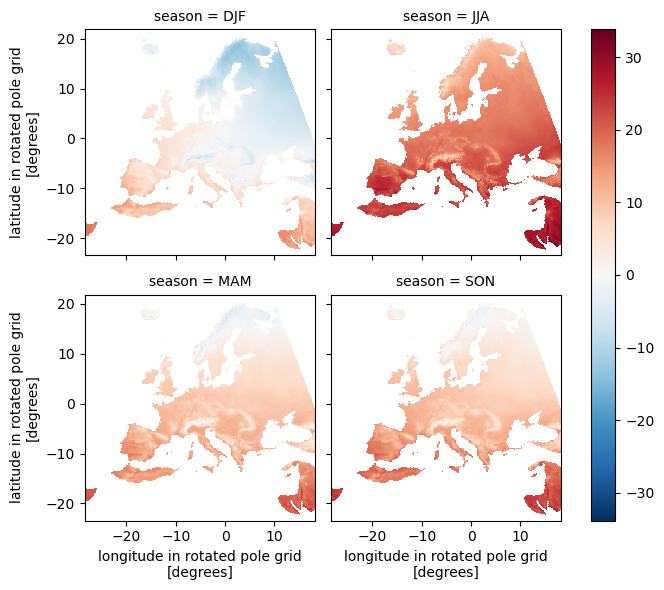 season = DJF
season = JJA
20
10
0
−10
−20
latitude in rotated pole grid
[degrees]
season = MAM
season = SON
20
10
0
−10
−20
latitude in rotated pole grid
[degrees]
−20
−10
0
10
longitude in rotated pole grid
[degrees]
−20
−10
0
10
longitude in rotated pole grid
[degrees]
30
20
10
0
−10
−20
−30